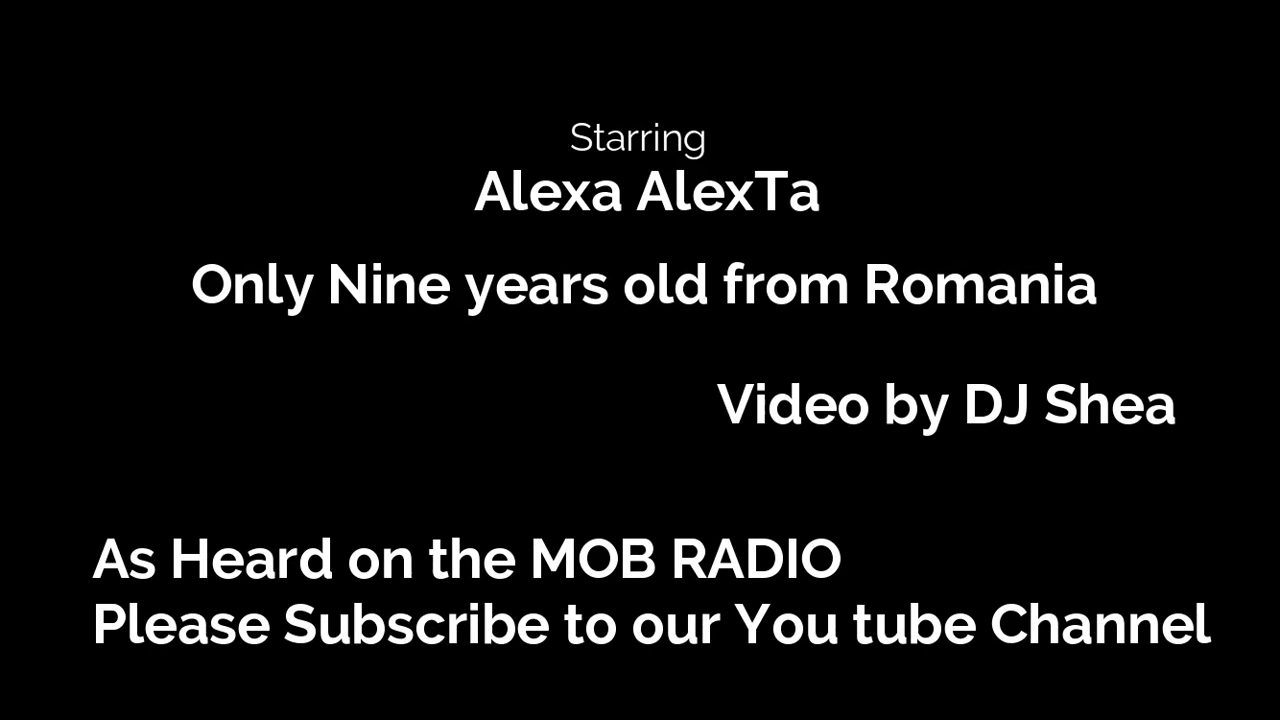 Starring
Alexa AlexTa
Only Nine years old from Romania
Video by DJ Shea
As Heard on the MOB RADIO
Please Subscribe to our You tube Channel